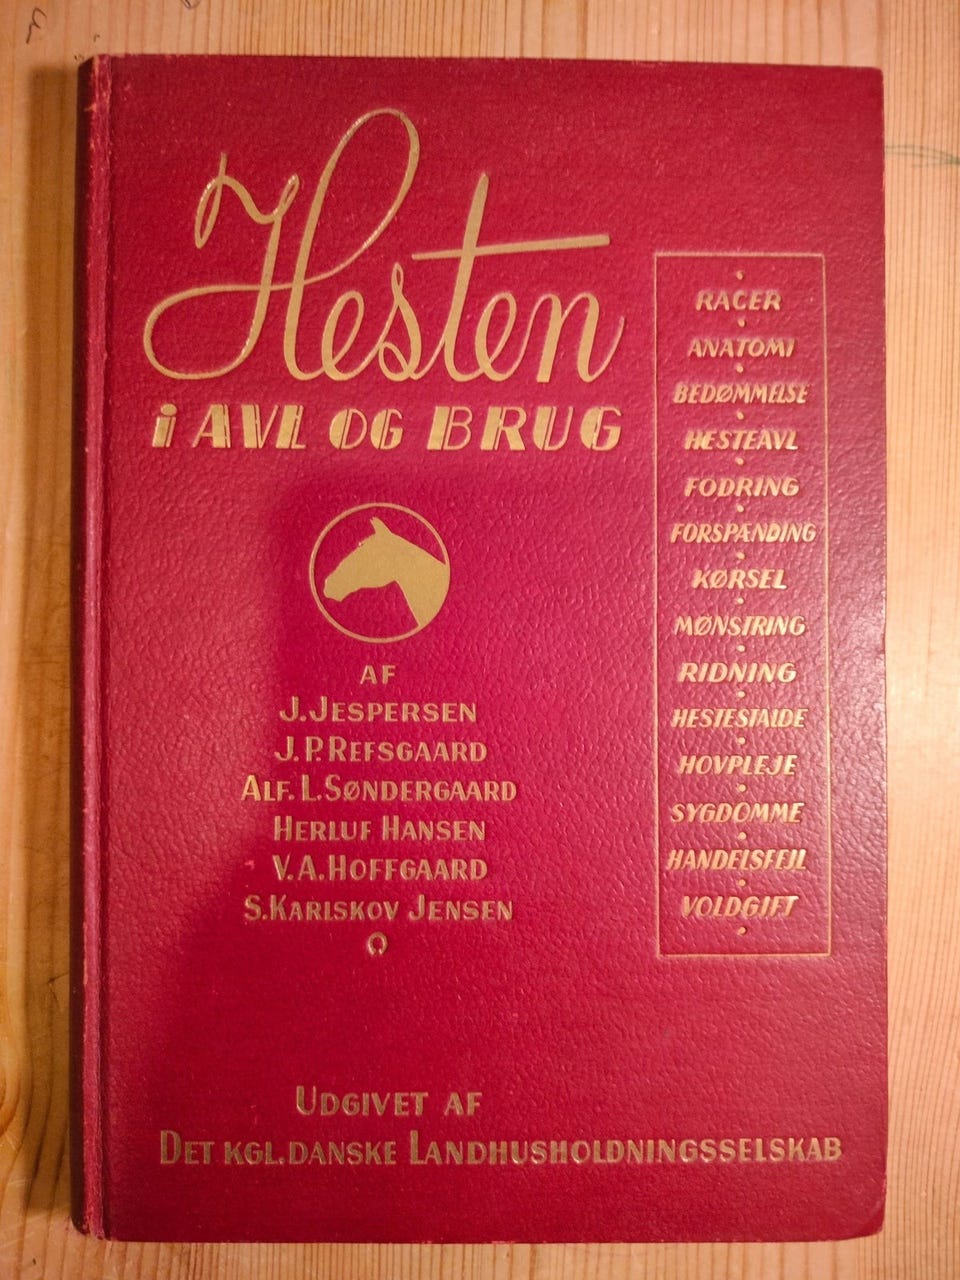 Hesten
i AVL OG BRUG
AF
J. JESPERSEN
J. P. REFSGAARD
ALF. L. SØNDERGAARD
HERLUF HANSEN
V. A. HOFFGAARD
S. KARLSKOV JENSEN
UDGIVET AF
DET KGL. DANSKE LANDHUSHOLDNINGSSELSKAB
RACER
ANATOMI
BEDØMMELSE
HESTEAVL
FODRING
FORSPÆNDING
KØRSEL
MØNSTRING
RIDNING
HESTESTALDE
HOVPLEJE
SYGDOMME
HANDELSFEJL
VOLDGIFT